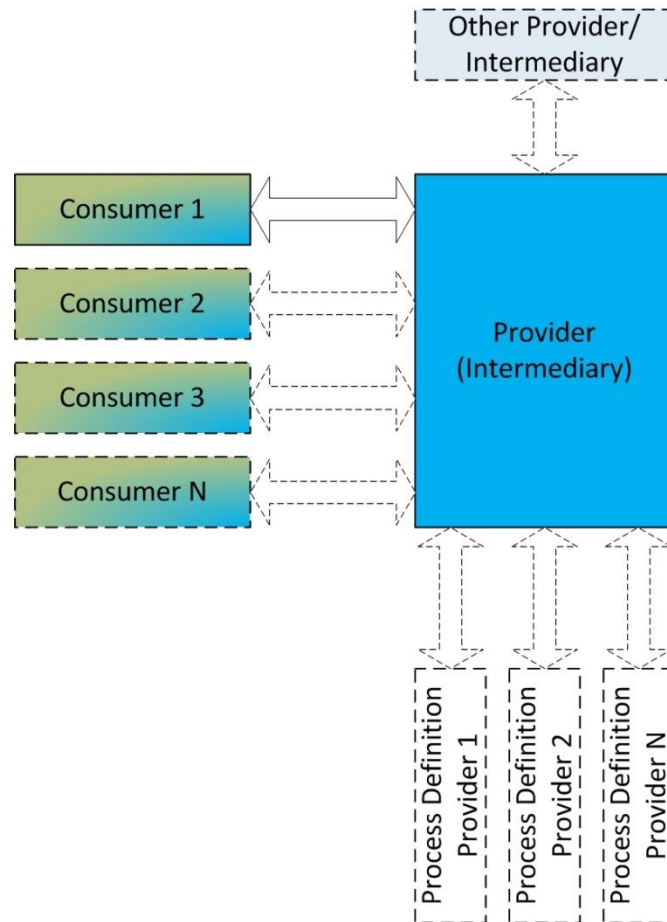 Other Provider/
Intermediary
Consumer 1
Consumer 2
Consumer 3
Consumer N
Provider
(Intermediary)
Process Definition
Provider 1
Process Definition
Provider 2
Process Definition
Provider N